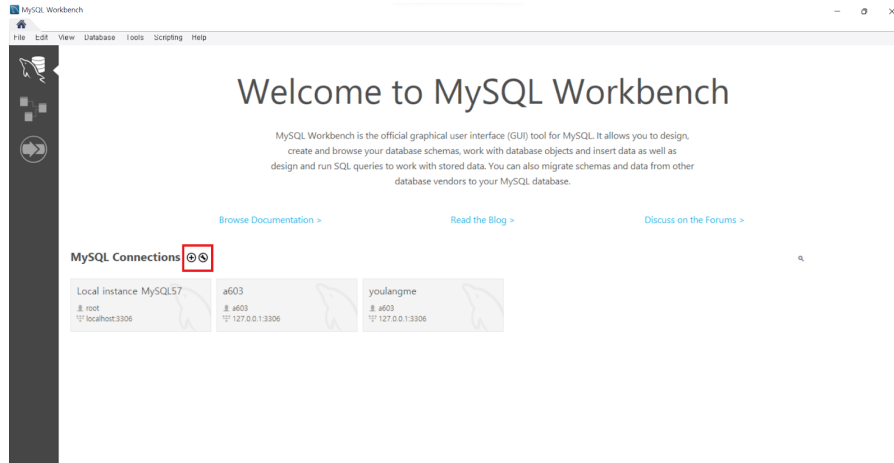 MySQL Workbench
File Edit View Database Tools Scripting Help
Welcome to MySQL Workbench
MySQL Workbench is the official graphical user interface (GUI) tool for MySQL. It allows you to design,
create and browse your database schemas, work with database objects and insert data as well as
design and run SQL queries to work with stored data. You can also migrate schemas and data from other
database vendors to your MySQL database.
Browse Documentation > Read the Blog > Discuss on the Forums >
MySQL Connections
Local instance MySQL57
root
localhost:3306
a603
a603
127.0.0.1:3306
youlangme
a603
127.0.0.1:3306